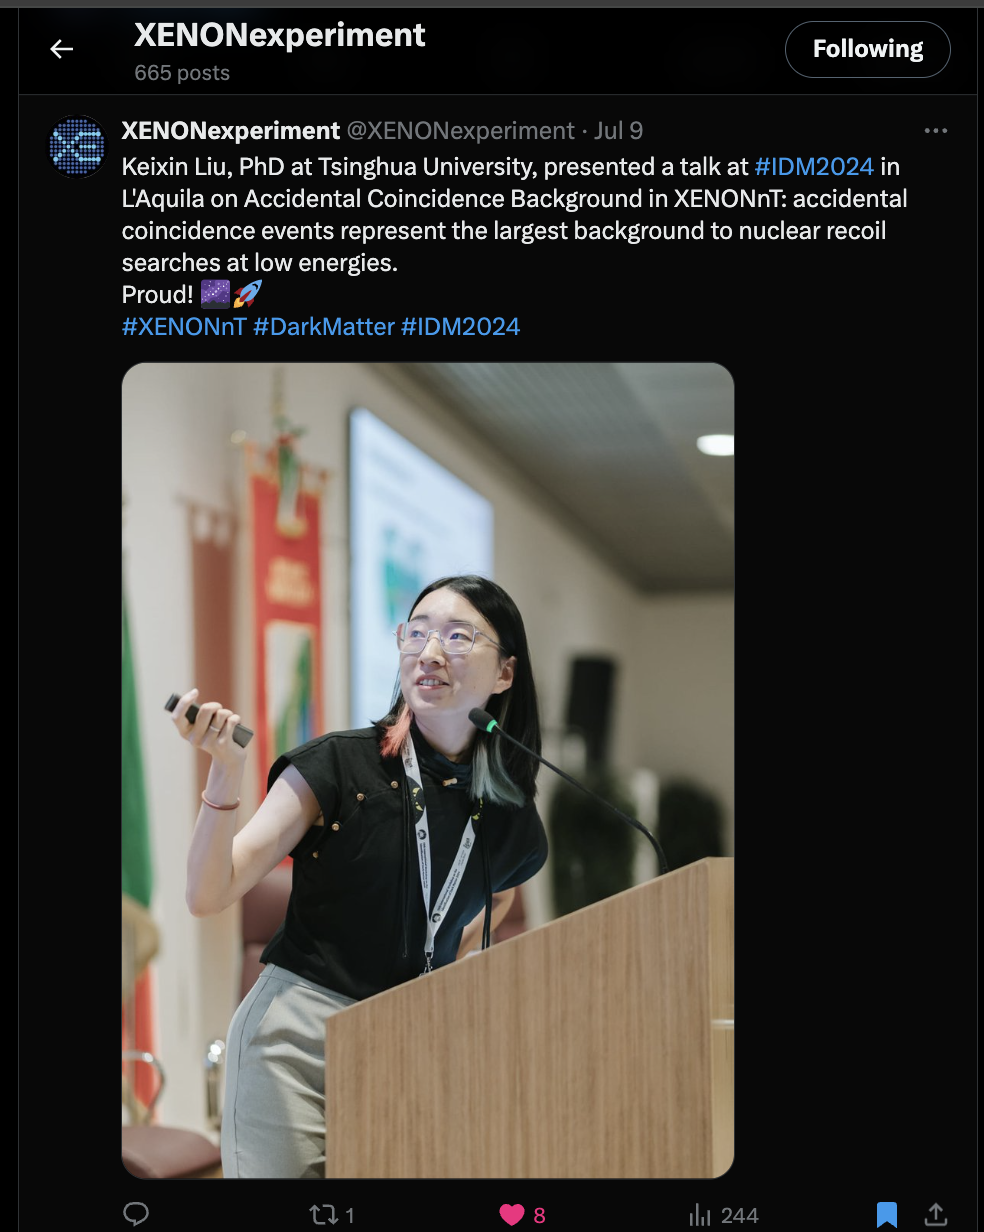 XENONexperiment
665 posts
Following
XENONexperiment @XENONexperiment · Jul 9
Keixin Liu, PhD at Tsinghua University, presented a talk at #IDM2024 in
L'Aquila on Accidental Coincidence Background in XENONnT: accidental
coincidence events represent the largest background to nuclear recoil
searches at low energies.
Proud! 🌌🚀
#XENONnT #DarkMatter #IDM2024
1
8
244